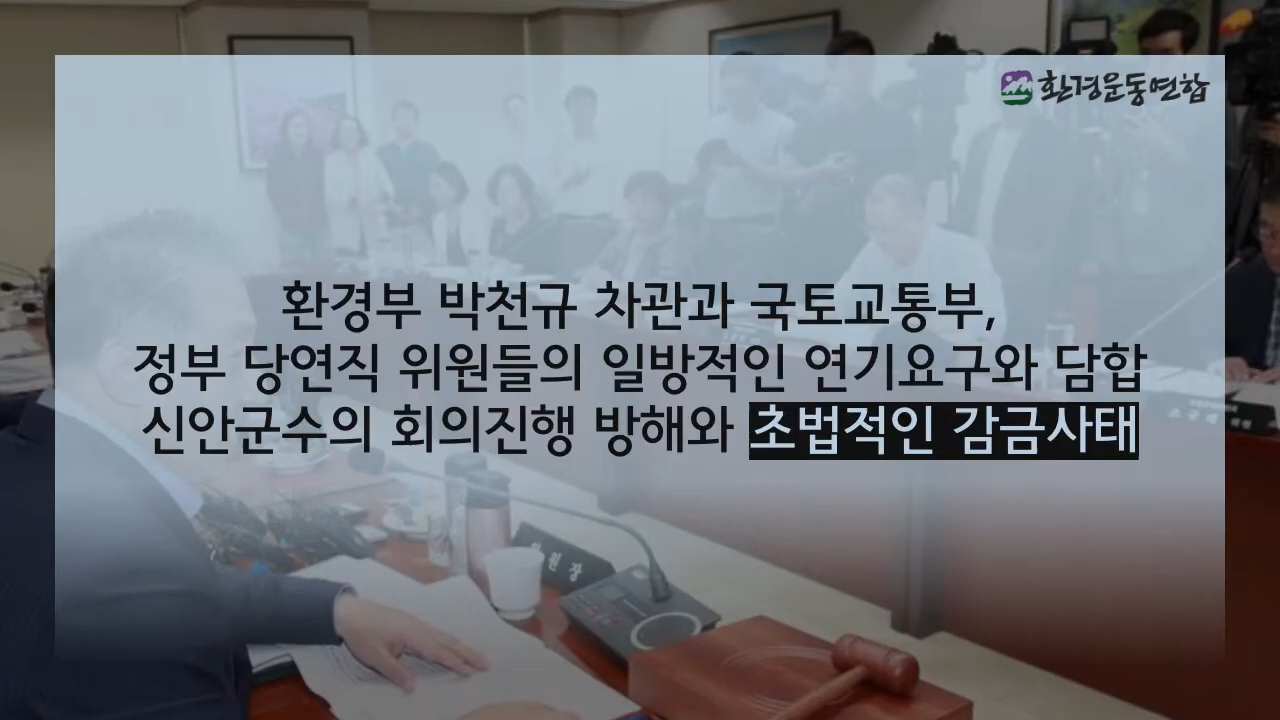 환경운동연합
환경부 박천규 차관과 국토교통부,
정부 당연직 위원들의 일방적인 연기요구와 담합
신안군수의 회의진행 방해와 초법적인 감금사태
위원장